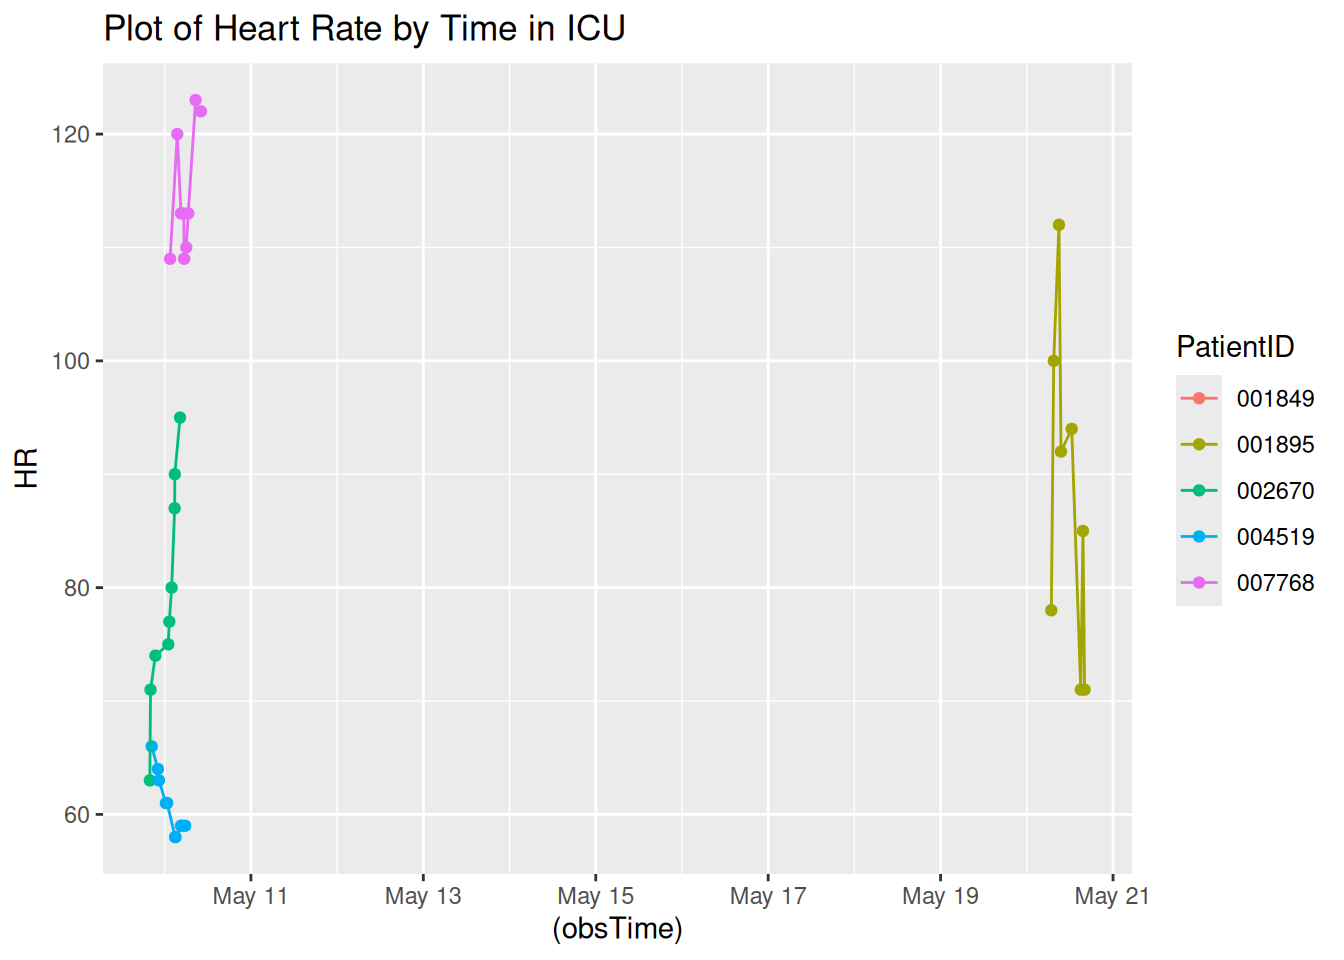 Plot of Heart Rate by Time in ICU
120
100
80
60
HR
May 11
May 13
May 15
May 17
May 19
May 21
(obsTime)
PatientID
001849
001895
002670
004519
007768